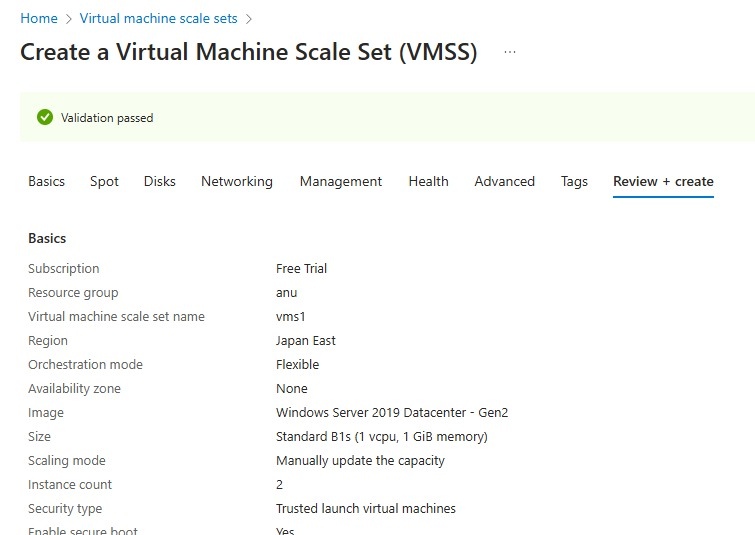 Home > Virtual machine scale sets >
Create a Virtual Machine Scale Set (VMSS) ...
Validation passed
Basics Spot Disks Networking Management Health Advanced Tags Review + create
Basics
Subscription Free Trial
Resource group anu
Virtual machine scale set name vms1
Region Japan East
Orchestration mode Flexible
Availability zone None
Image Windows Server 2019 Datacenter - Gen2
Size Standard B1s (1 vcpu, 1 GiB memory)
Scaling mode Manually update the capacity
Instance count 2
Security type Trusted launch virtual machines
Enable secure boot Yes